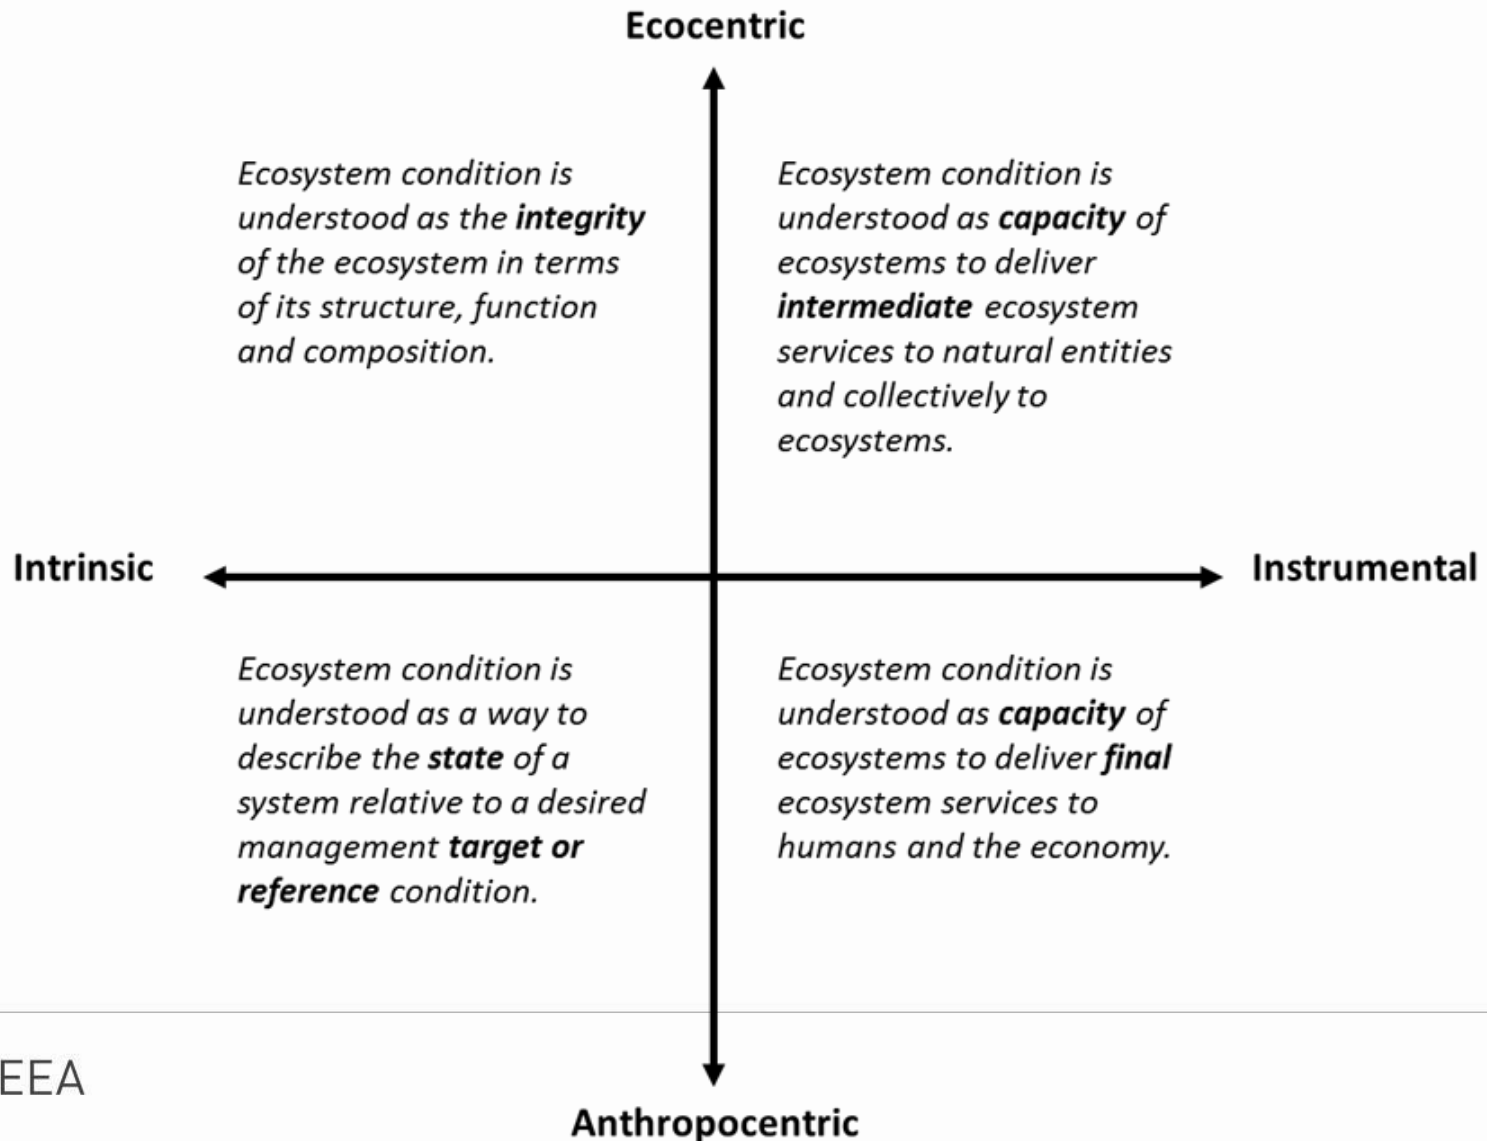 Ecocentric
Ecosystem condition is
understood as the integrity
of the ecosystem in terms
of its structure, function
and composition.
Ecosystem condition is
understood as capacity of
ecosystems to deliver
intermediate ecosystem
services to natural entities
and collectively to
ecosystems.
Intrinsic
Instrumental
Ecosystem condition is
understood as a way to
describe the state of a
system relative to a desired
management target or
reference condition.
Ecosystem condition is
understood as capacity of
ecosystems to deliver final
ecosystem services to
humans and the economy.
EEA
Anthropocentric